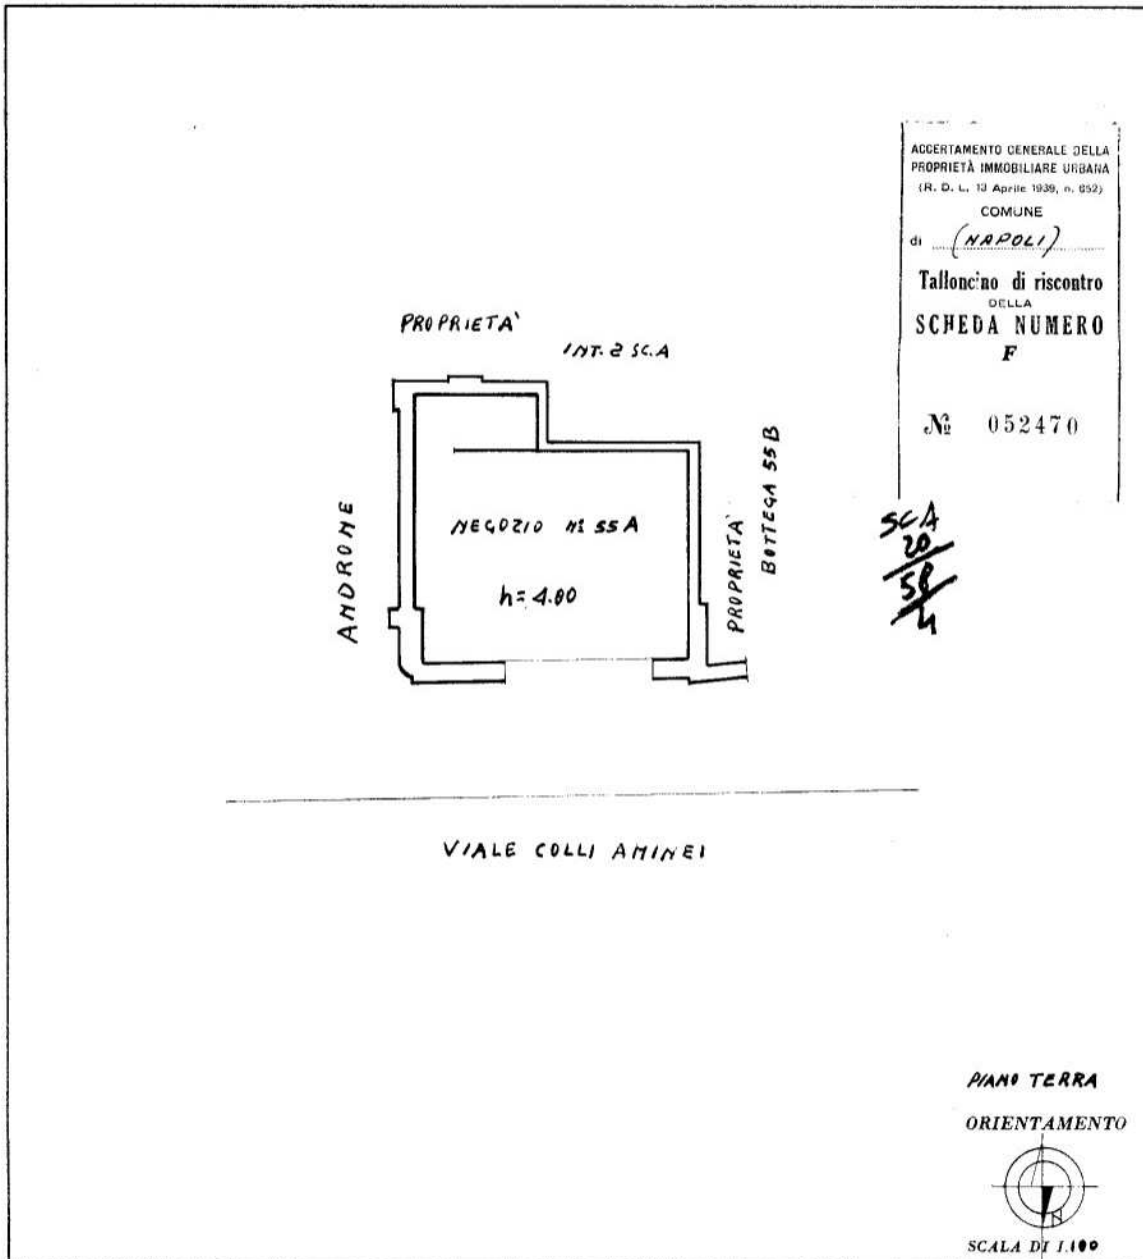 ACCERTAMENTO GENERALE DELLA
PROPRIETÀ IMMOBILIARE URBANA
(R. D. L. 13 Aprile 1939, n. 652)
COMUNE
di (NAPOLI)
Talloncino di riscontro
DELLA
SCHEDA NUMERO
F
№ 052470
SCA
20
58
4
PROPRIETA'
INT. 2 SC.A
ANDRONE
NEGOZIO N° 55 A
h= 4.00
PROPRIETA'
BOTTEGA 55 B
VIALE COLLI AMINEI
PIANO TERRA
ORIENTAMENTO
N
SCALA DI 1.100